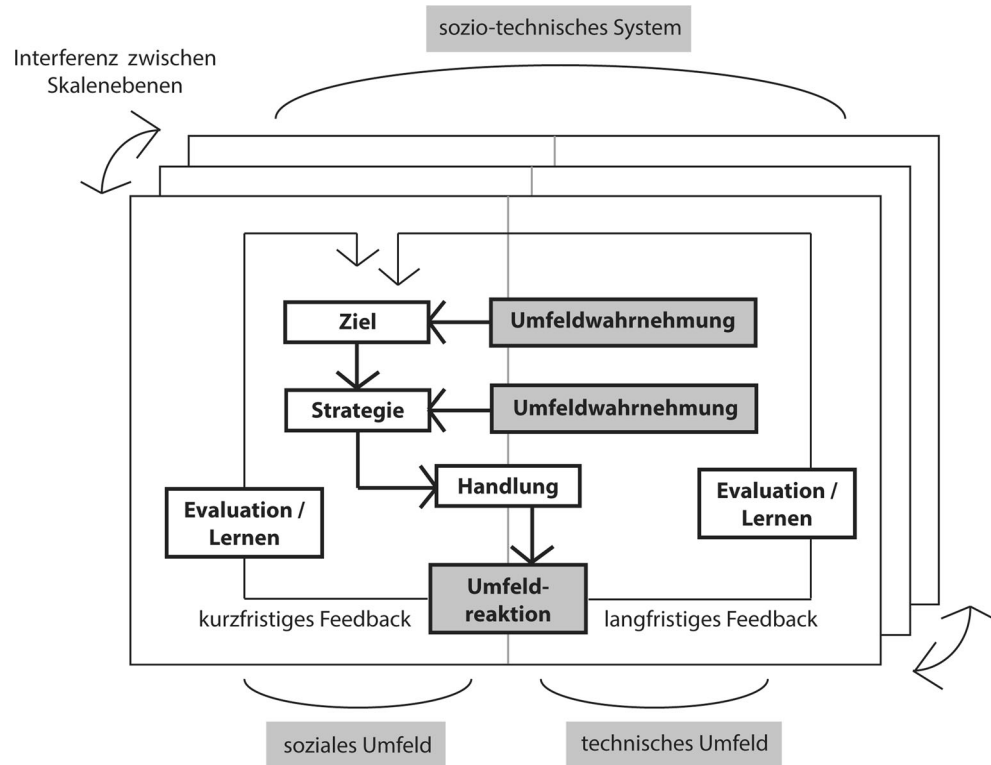 sozio-technisches System
Interferenz zwischen
Skalenebenen
Ziel
Umfeldwahrnehmung
Strategie
Umfeldwahrnehmung
Handlung
Evaluation /
Lernen
Evaluation /
Lernen
Umfeld-
reaktion
kurzfristiges Feedback
langfristiges Feedback
soziales Umfeld
technisches Umfeld